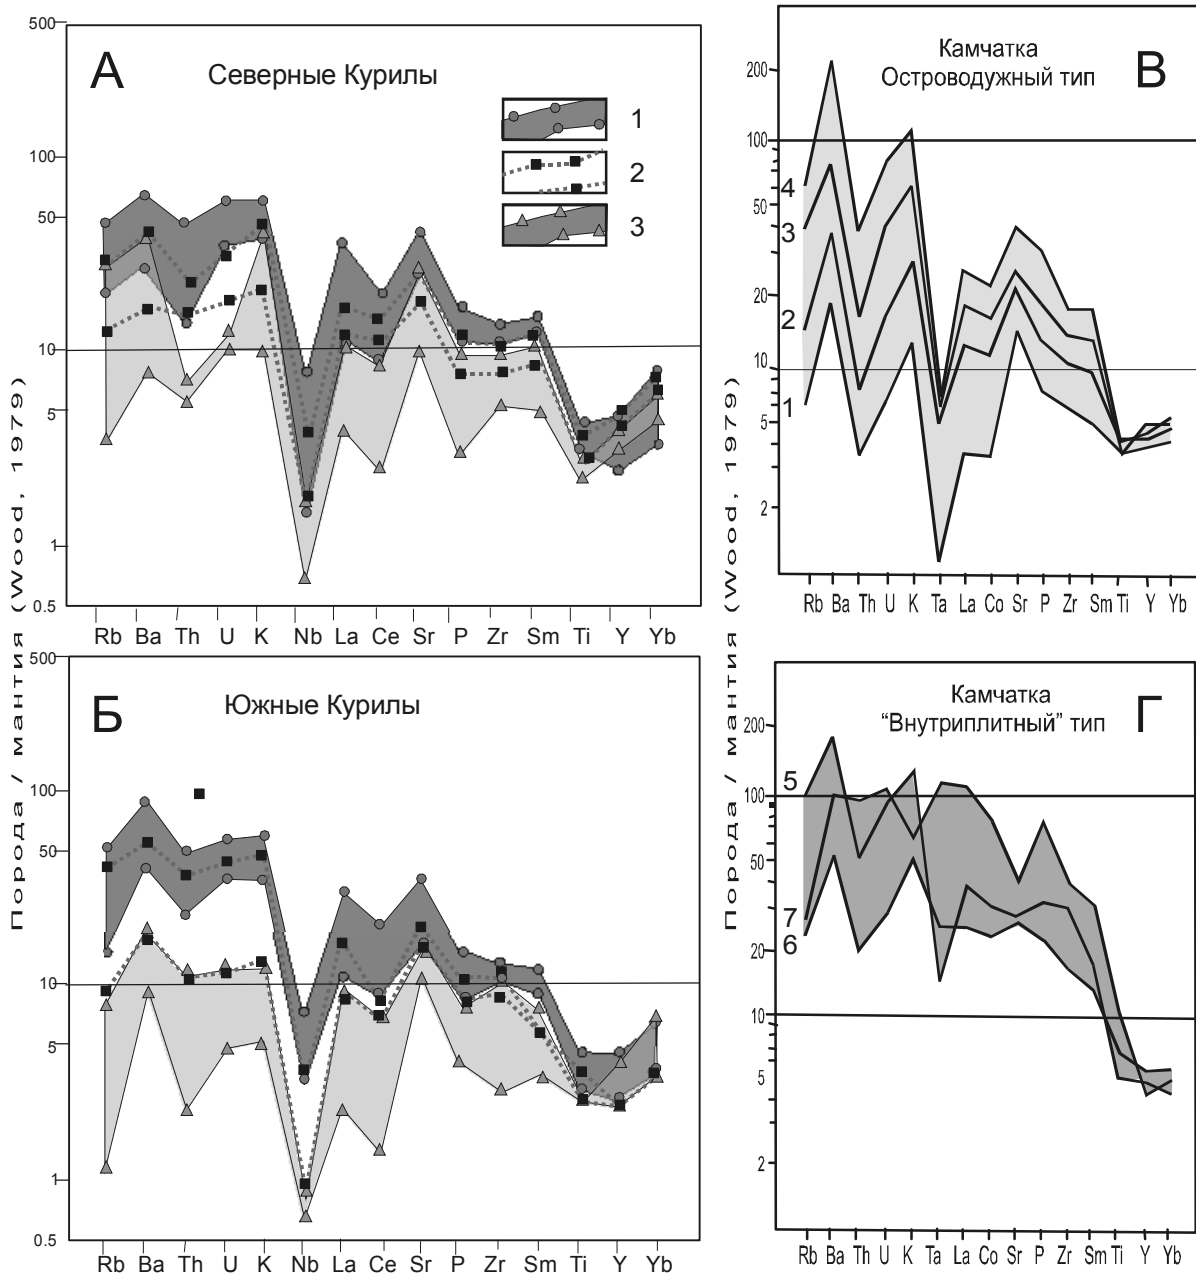 А
Северные Курилы
1
2
3
500
100
50
10
5
1
0.5
Rb Ba Th U K Nb La Ce Sr P Zr Sm Ti Y Yb
Порода / мантия (Wood, 1979)
Б
Южные Курилы
500
100
50
10
5
1
0.5
Rb Ba Th U K Nb La Ce Sr P Zr Sm Ti Y Yb
В
Камчатка
Островодужный тип
200
100
50
20
10
5
2
4
3
2
1
Rb Ba Th U K Ta La Co Sr P Zr Sm Ti Y Yb
Порода / мантия (Wood, 1979)
Г
Камчатка
“Внутриплитный” тип
200
100
50
20
10
5
2
5
7
6
Rb Ba Th U K Ta La Co Sr P Zr Sm Ti Y Yb